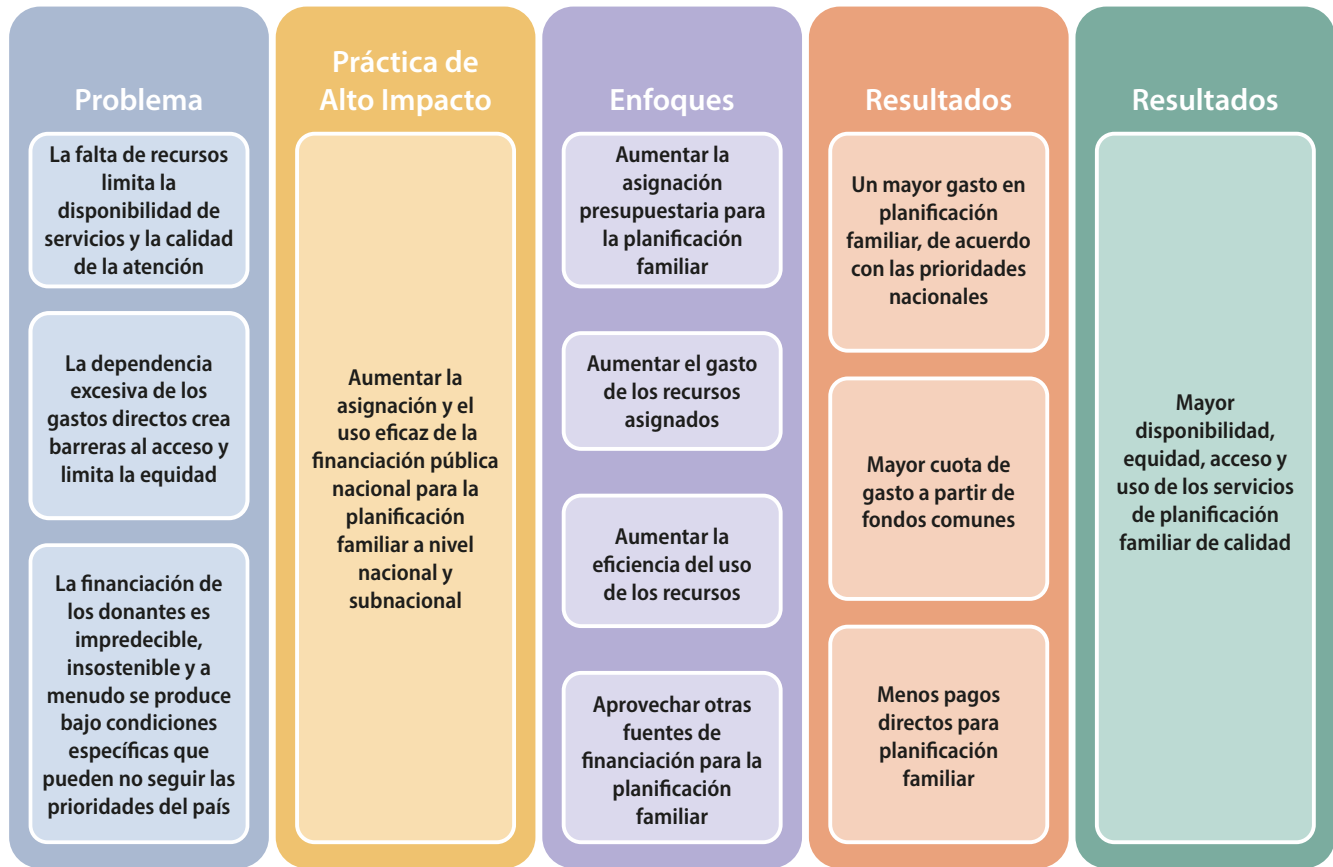 Problema
La falta de recursos
limita la
disponibilidad de
servicios y la calidad
de la atención
La dependencia
excesiva de los
gastos directos crea
barreras al acceso y
limita la equidad
La financiación de
los donantes es
impredecible,
insostenible y a
menudo se produce
bajo condiciones
específicas que
pueden no seguir las
prioridades del país
Práctica de
Alto Impacto
Aumentar la
asignación y el
uso eficaz de la
financiación pública
nacional para la
planificación
familiar a nivel
nacional y
subnacional
Enfoques
Aumentar la
asignación
presupuestaria para
la planificación
familiar
Aumentar el gasto
de los recursos
asignados
Aumentar la
eficiencia del uso
de los recursos
Aprovechar otras
fuentes de
financiación para la
planificación
familiar
Resultados
Un mayor gasto en
planificación
familiar, de acuerdo
con las prioridades
nacionales
Mayor cuota de
gasto a partir de
fondos comunes
Menos pagos
directos para
planificación
familiar
Resultados
Mayor
disponibilidad,
equidad, acceso y
uso de los servicios
de planificación
familiar de calidad